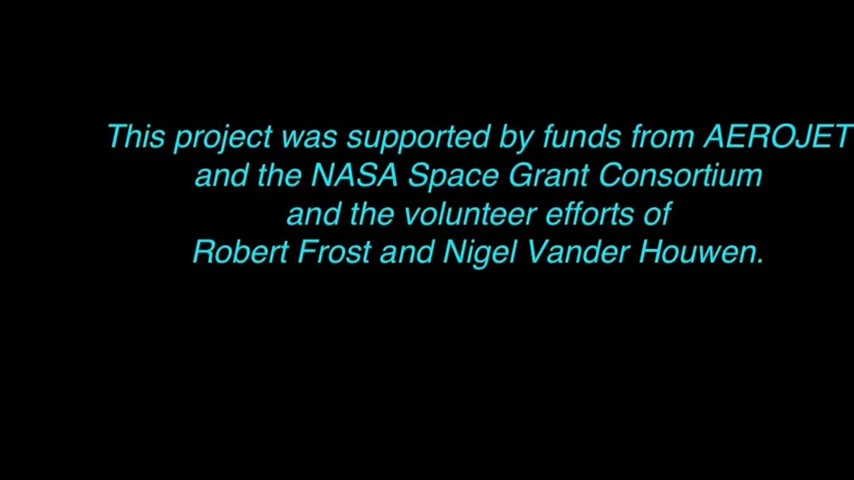 This project was supported by funds from AEROJET
and the NASA Space Grant Consortium
and the volunteer efforts of
Robert Frost and Nigel Vander Houwen.